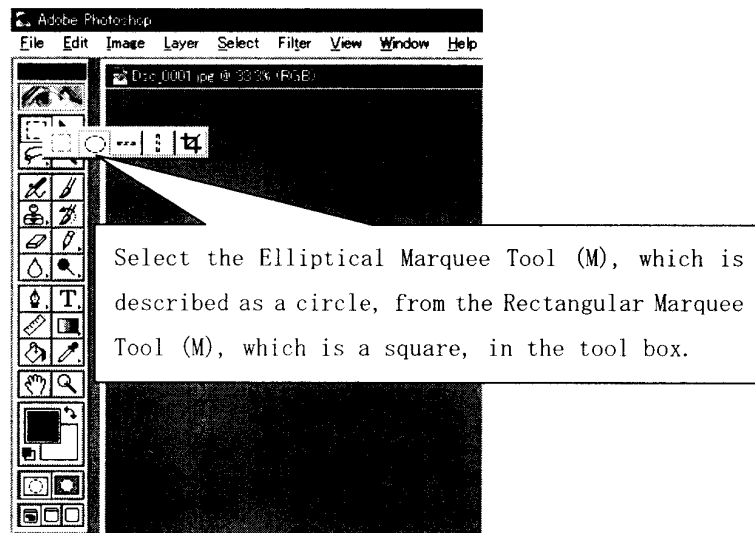 Adobe Photoshop
File Edit Image Layer Select Filter View Window Help
Dsc_0001.jpg @ 33.3% (RGB)
T
Select the Elliptical Marquee Tool (M), which is
described as a circle, from the Rectangular Marquee
Tool (M), which is a square, in the tool box.